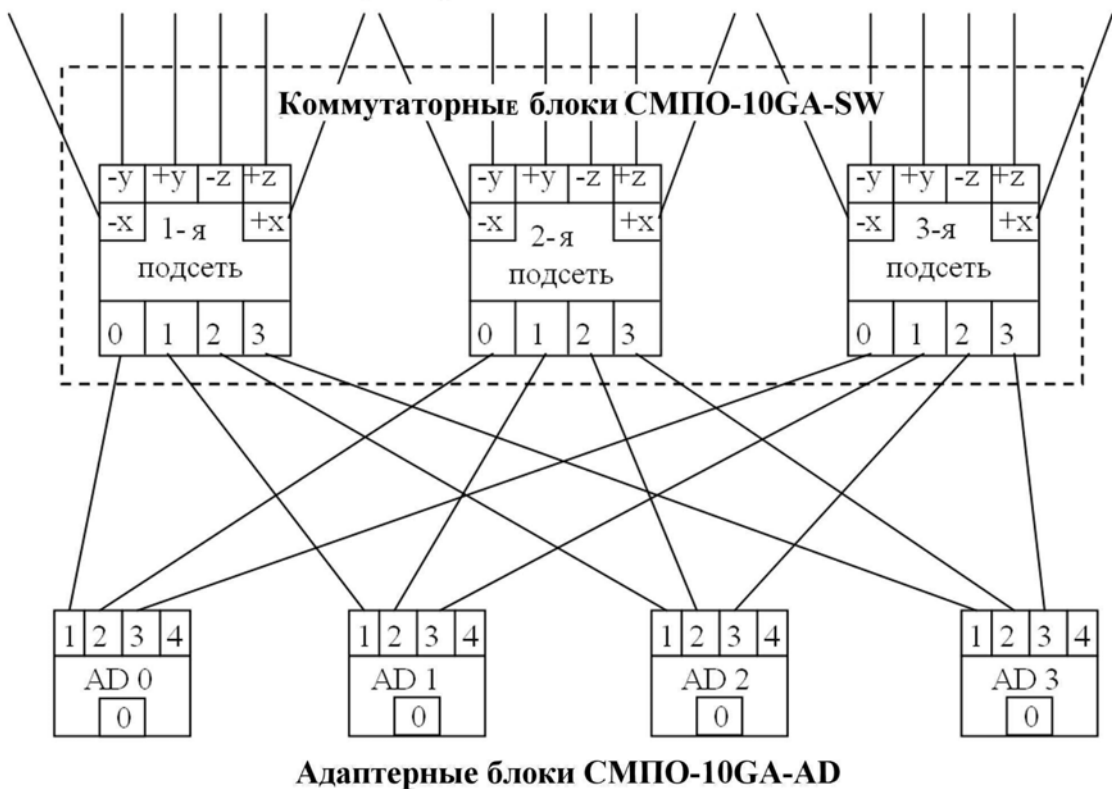 Коммутаторныe блоки СМПО-10GA-SW
-y +y -z +z -y +y -z +z -y +y -z +z
-x +x -x +x -x +x
1-я 2-я 3-я
подсеть подсеть подсеть
0 1 2 3 0 1 2 3 0 1 2 3
1 2 3 4 1 2 3 4 1 2 3 4 1 2 3 4
AD 0 AD 1 AD 2 AD 3
0 0 0 0
Адаптерные блоки СМПО-10GA-AD